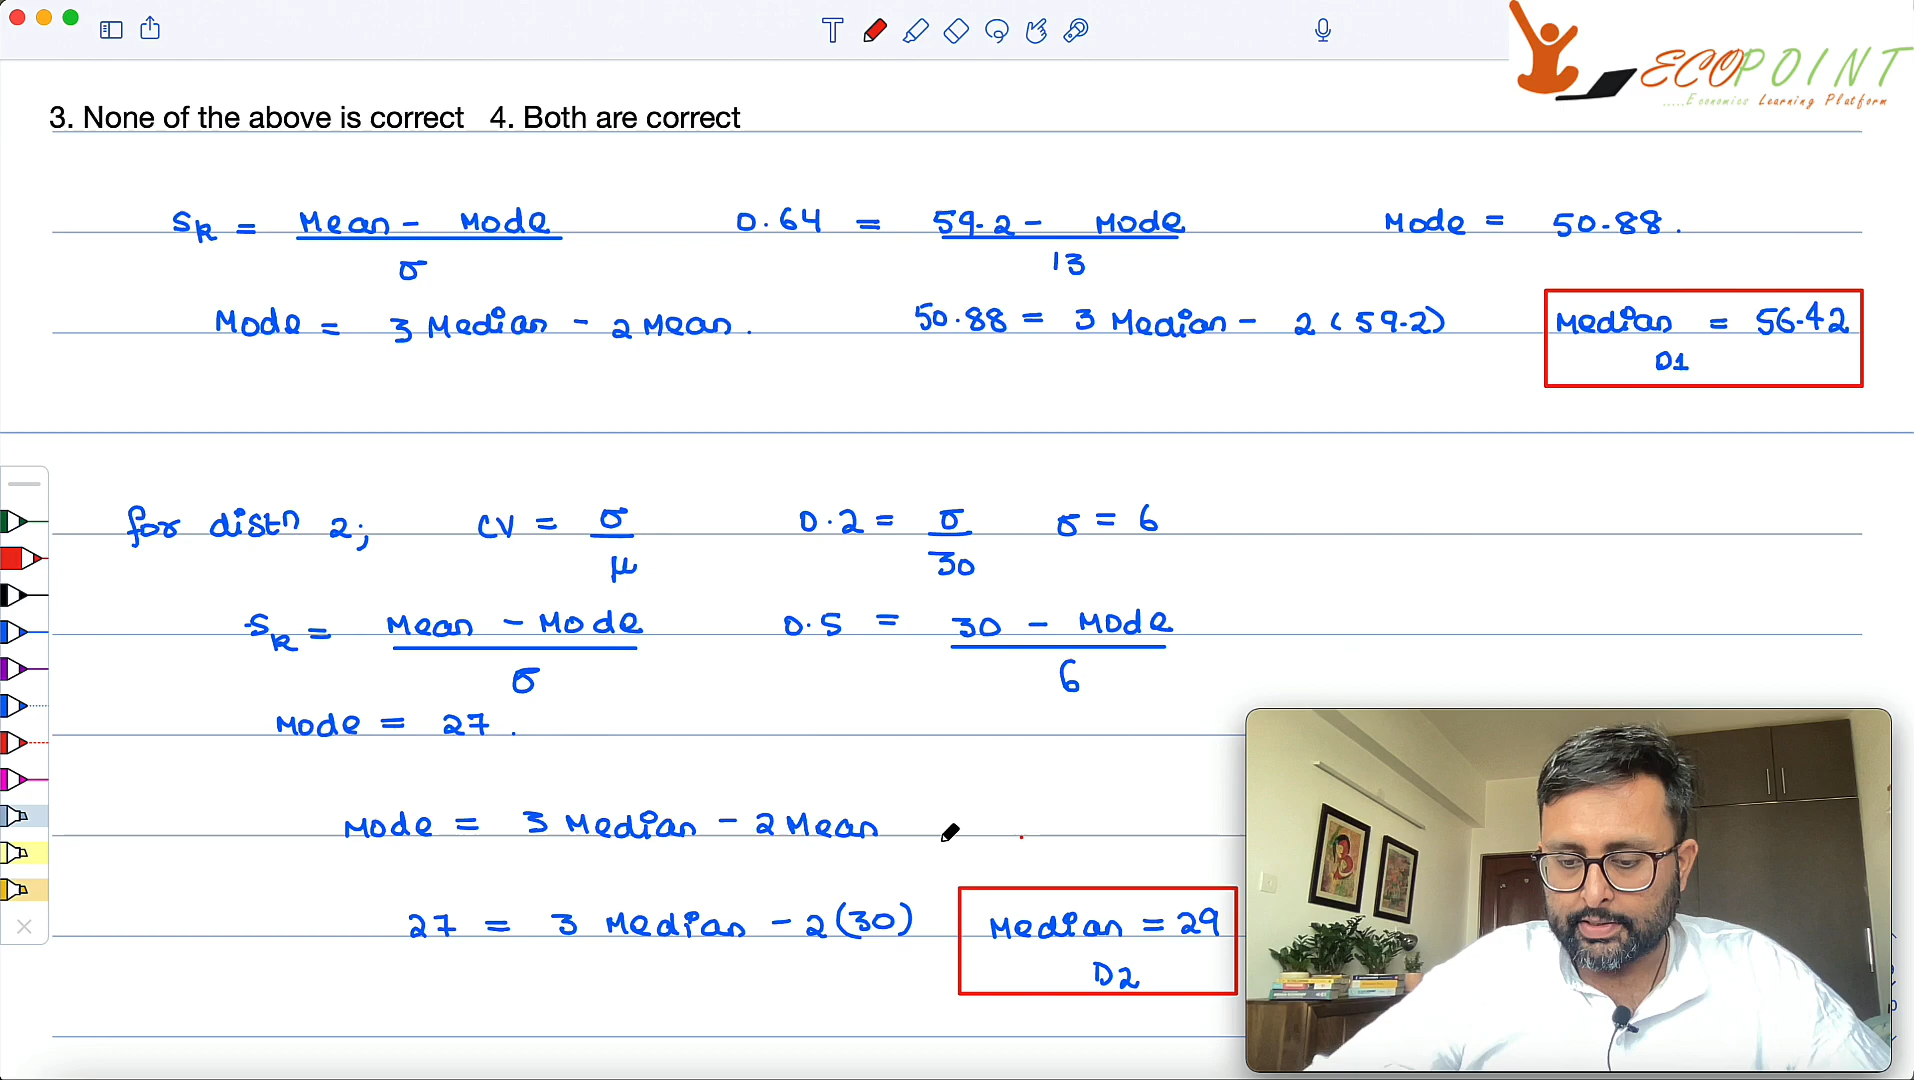 ECOPOINT
.....Economics Learning Platform
3. None of the above is correct 4. Both are correct
Sk = Mean - Mode / σ 0.64 = 59.2 - Mode / 13 Mode = 50.88.
Mode = 3 Median - 2 Mean. 50.88 = 3 Median - 2 (59.2) Median = 56.42
D1
for distn 2; CV = σ / μ 0.2 = σ / 30 σ = 6
Sk = Mean - Mode / σ 0.5 = 30 - Mode / 6
Mode = 27.
Mode = 3 Median - 2 Mean
27 = 3 Median - 2(30) Median = 29
D2